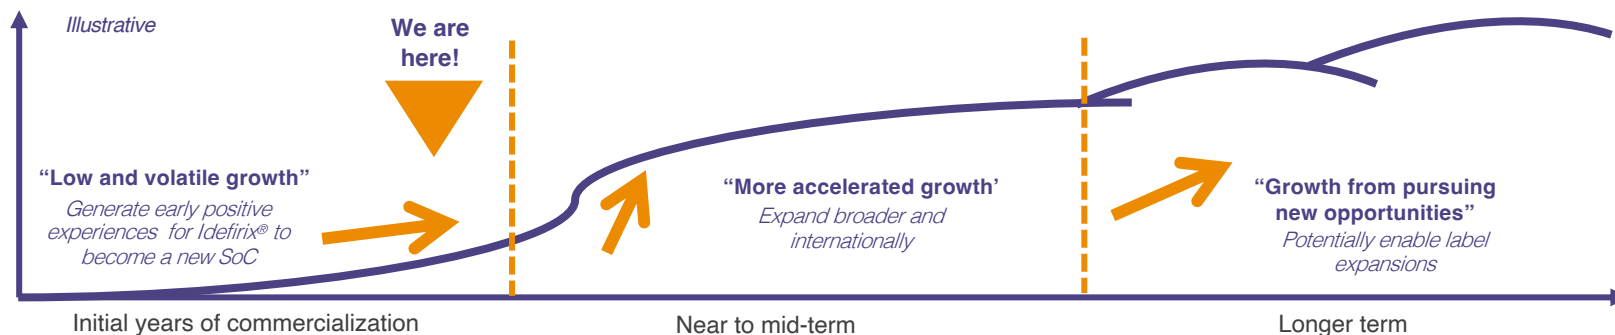 Illustrative
We are
here!
“Low and volatile growth”
Generate early positive
experiences for Idefirix® to
become a new SoC
“More accelerated growth’
Expand broader and
internationally
“Growth from pursuing
new opportunities”
Potentially enable label
expansions
Initial years of commercialization
Near to mid-term
Longer term